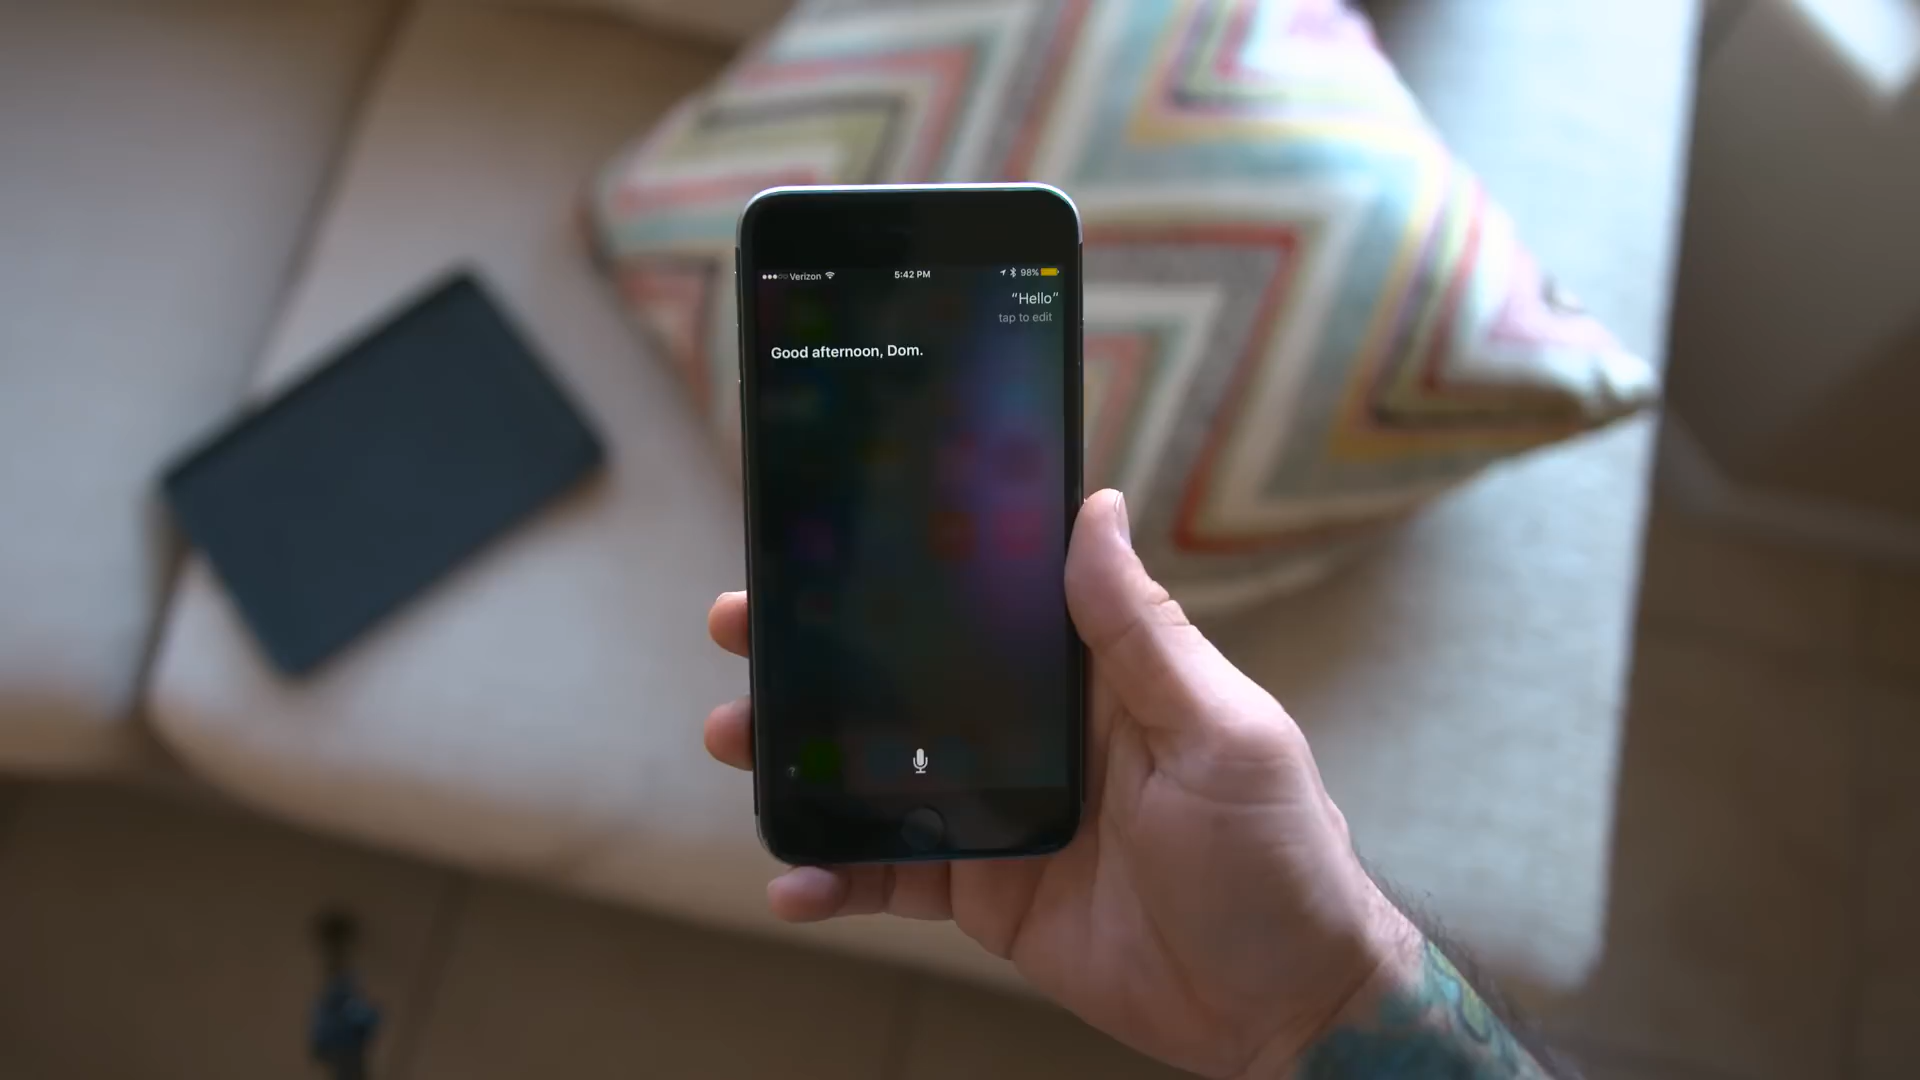 Verizon 5:42 PM 98%
“Hello”
tap to edit
Good afternoon, Dom.
?